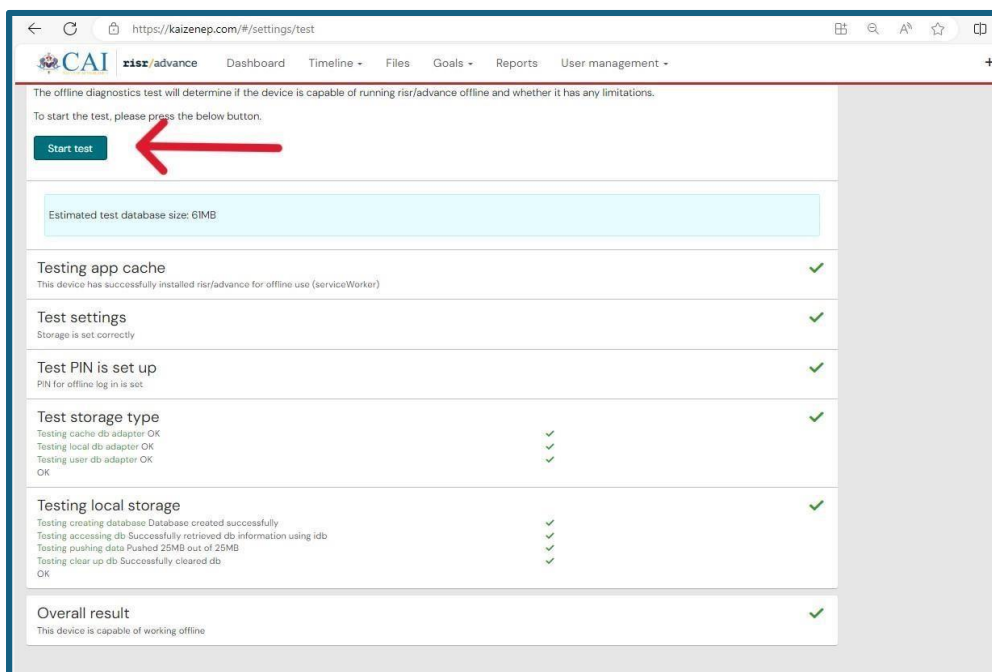 https://kaizenep.com/#/settings/test
CAI risr/advance Dashboard Timeline Files Goals Reports User management
The offline diagnostics test will determine if the device is capable of running risr/advance offline and whether it has any limitations.
To start the test, please press the below button.
Start test
Estimated test database size: 61MB
Testing app cache
This device has successfully installed risr/advance for offline use (serviceWorker)
Test settings
Storage is set correctly
Test PIN is set up
PIN for offline log in is set
Test storage type
Testing cache db adapter OK
Testing local db adapter OK
Testing user db adapter OK
OK
Testing local storage
Testing creating database Database created successfully
Testing accessing db Successfully retrieved db information using idb
Testing pushing data Pushed 25MB out of 25MB
Testing clear up db Successfully cleared db
OK
Overall result
This device is capable of working offline